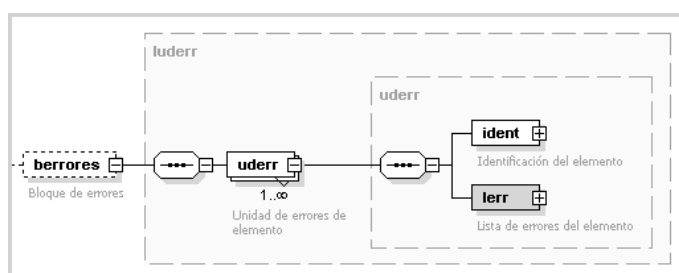 luderr
uderr
berrores
Bloque de errores
uderr
1..∞
Unidad de errores de
elemento
ident
Identificación del elemento
lerr
Lista de errores del elemento